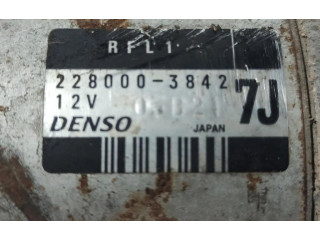 RFL1
228000-3842
12V
7J
DENSO
JAPAN